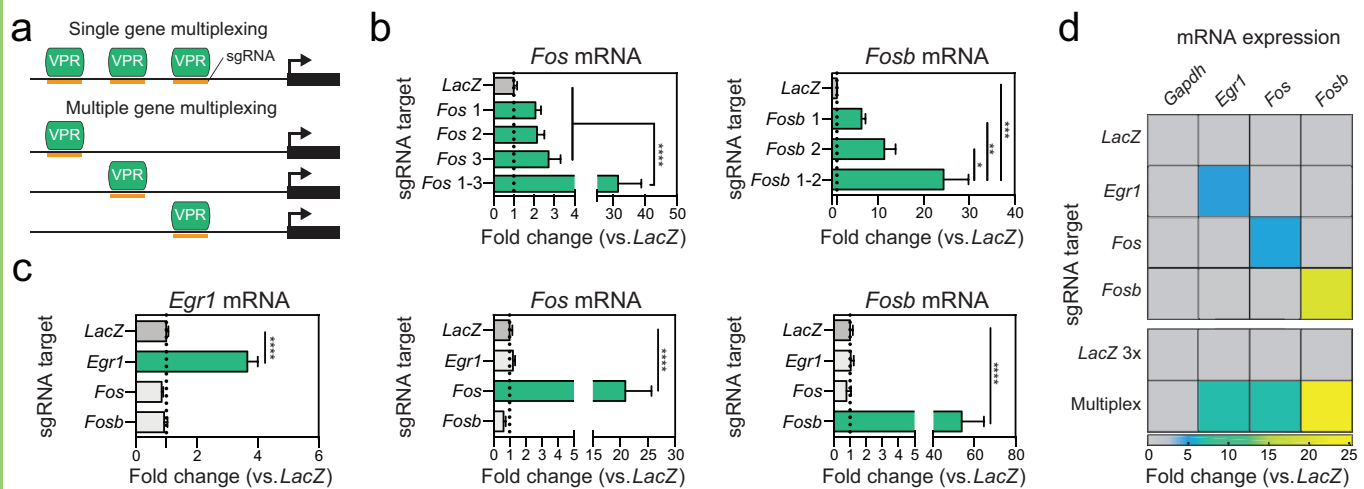 a
Single gene multiplexing
VPR VPR VPR
sgRNA
Multiple gene multiplexing
VPR
VPR
VPR
b
Fos mRNA
sgRNA target
LacZ
Fos 1
Fos 2
Fos 3
Fos 1-3
****
0 1 2 3 4 30 40 50
Fold change (vs. LacZ)
Fosb mRNA
sgRNA target
LacZ
Fosb 1
Fosb 2
Fosb 1-2
* ** ***
0 10 20 30 40
Fold change (vs. LacZ)
c
Egr1 mRNA
sgRNA target
LacZ
Egr1
Fos
Fosb
****
0 2 4 6
Fold change (vs. LacZ)
Fos mRNA
sgRNA target
LacZ
Egr1
Fos
Fosb
****
0 1 2 3 4 5 15 20 25 30
Fold change (vs. LacZ)
Fosb mRNA
sgRNA target
LacZ
Egr1
Fos
Fosb
****
0 1 2 3 4 5 40 60 80
Fold change (vs. LacZ)
d
mRNA expression
Gapdh Egr1 Fos Fosb
sgRNA target
LacZ
Egr1
Fos
Fosb
LacZ 3x
Multiplex
0 5 10 15 20 25
Fold change (vs. LacZ)